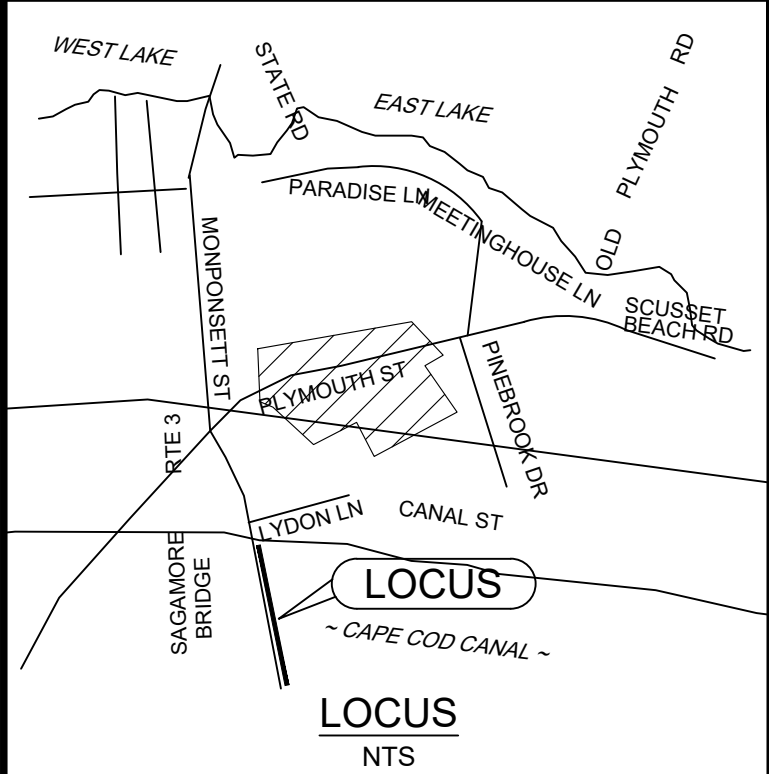 WEST LAKE
STATE RD
EAST LAKE
OLD PLYMOUTH RD
PARADISE LN
MEETINGHOUSE LN
MONPONSETT ST
SCUSSET
BEACH RD
PLYMOUTH ST
PINEBROOK DR
RTE 3
LYDON LN
CANAL ST
SAGAMORE
BRIDGE
LOCUS
~ CAPE COD CANAL ~
LOCUS
NTS